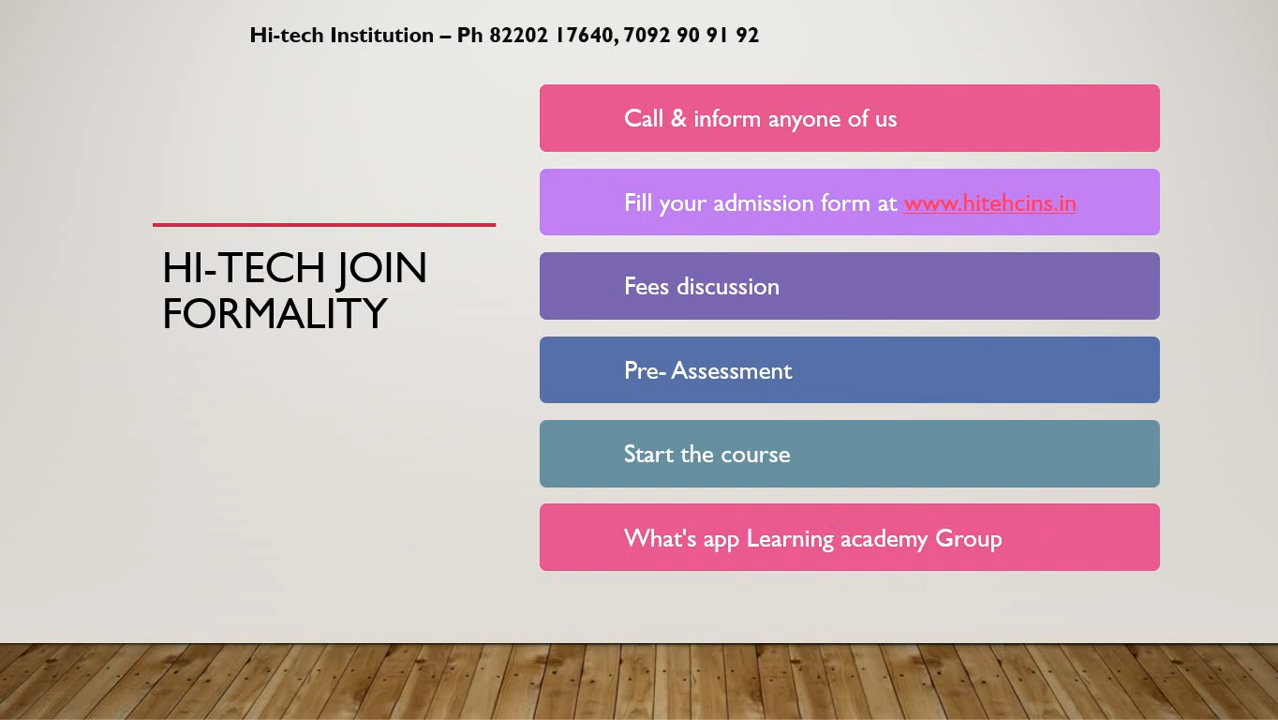 Hi-tech Institution – Ph 82202 17640, 7092 90 91 92
HI-TECH JOIN
FORMALITY
Call & inform anyone of us
Fill your admission form at www.hitehcins.in
Fees discussion
Pre- Assessment
Start the course
What's app Learning academy Group